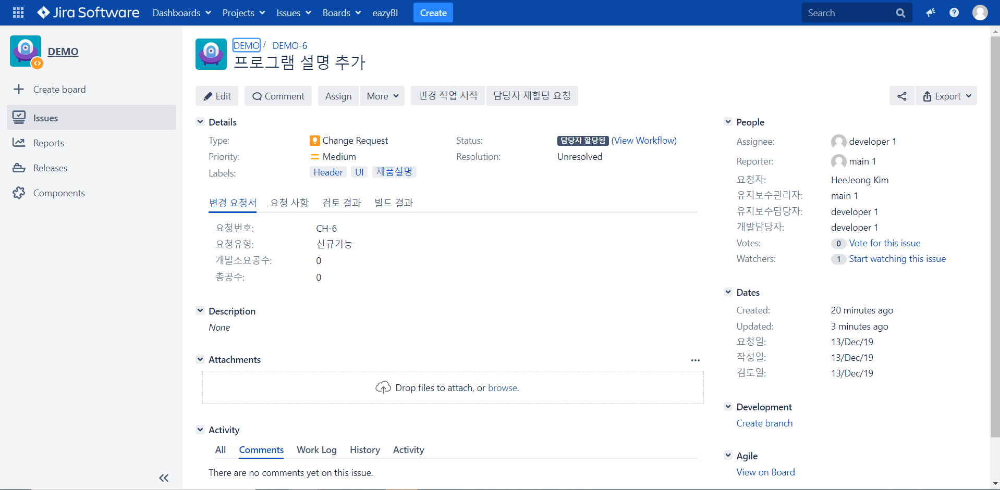 Jira Software Dashboards Projects Issues Boards eazyBI Create Search
DEMO
Create board
Issues
Reports
Releases
Components
DEMO / DEMO-6
프로그램 설명 추가
Edit Comment Assign More 변경 작업 시작 담당자 재할당 요청 Export
Details
Type: Change Request
Status: 담당자 할당됨 (View Workflow)
Priority: Medium
Resolution: Unresolved
Labels: Header UI 제품설명
변경 요청서 요청 사항 검토 결과 빌드 결과
요청번호: CH-6
요청유형: 신규기능
개발소요공수: 0
총공수: 0
Description
None
Attachments
Drop files to attach, or browse.
Activity
All Comments Work Log History Activity
There are no comments yet on this issue.
People
Assignee: developer 1
Reporter: main 1
요청자: HeeJeong Kim
유지보수관리자: main 1
유지보수담당자: developer 1
개발담당자: developer 1
Votes: 0 Vote for this issue
Watchers: 1 Start watching this issue
Dates
Created: 20 minutes ago
Updated: 3 minutes ago
요청일: 13/Dec/19
작성일: 13/Dec/19
검토일: 13/Dec/19
Development
Create branch
Agile
View on Board